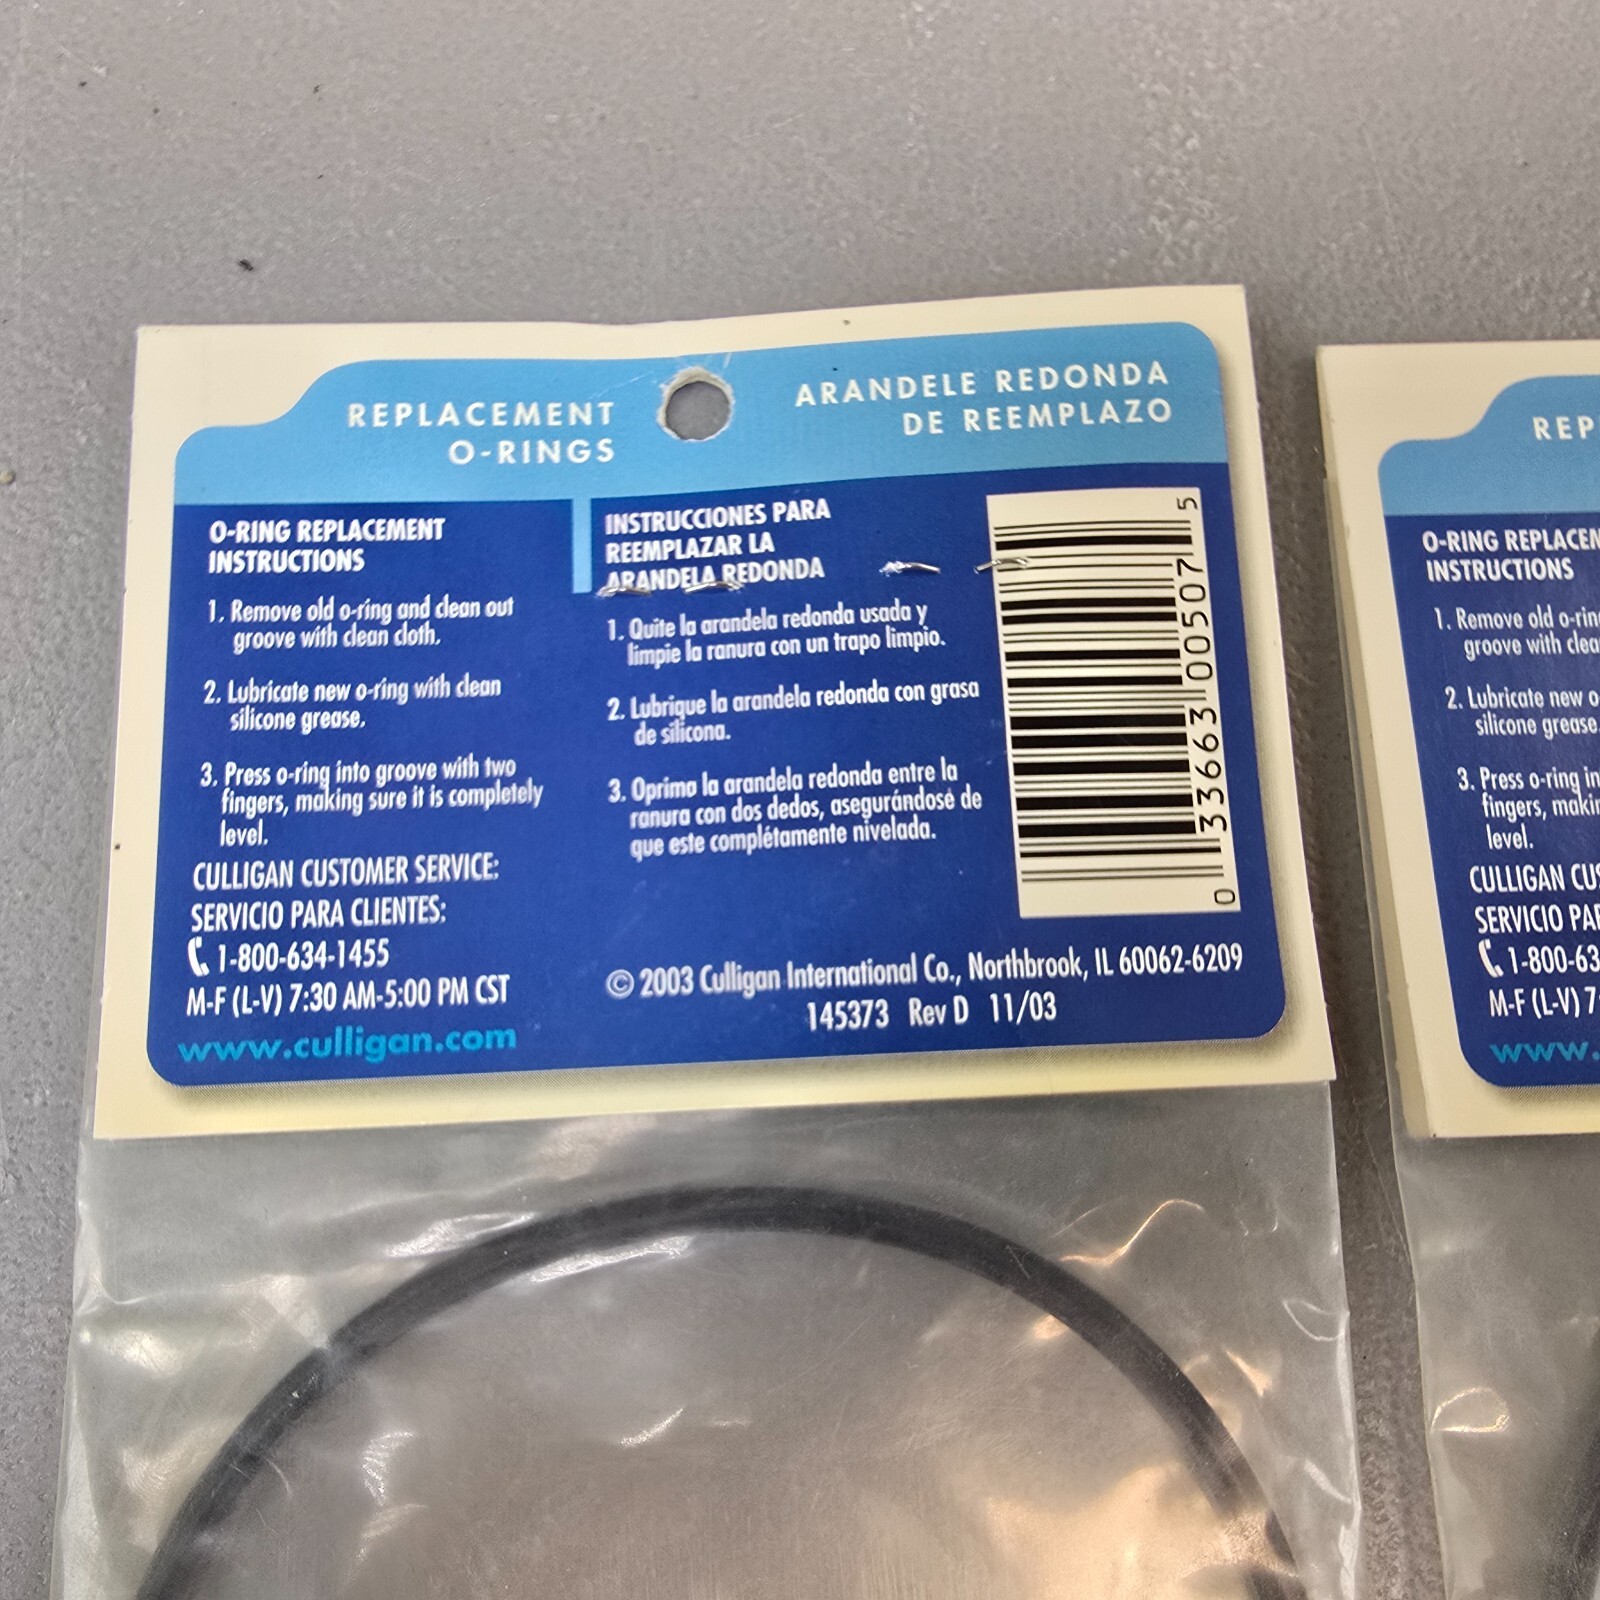 REPLACEMENT
O-RINGS
ARANDELE REDONDA
DE REEMPLAZO
O-RING REPLACEMENT
INSTRUCTIONS
1. Remove old o-ring and clean out
groove with clean cloth.
2. Lubricate new o-ring with clean
silicone grease.
3. Press o-ring into groove with two
fingers, making sure it is completely
level.
CULLIGAN CUSTOMER SERVICE:
SERVICIO PARA CLIENTES:
1-800-634-1455
M-F (L-V) 7:30 AM-5:00 PM CST
www.culligan.com
INSTRUCCIONES PARA
REEMPLAZAR LA
ARANDELA REDONDA
1. Quite la arandela redonda usada y
limpie la ranura con un trapo limpio.
2. Lubrique la arandela redonda con grasa
de silicona.
3. Oprima la arandela redonda entre la
ranura con dos dedos, asegurándose de
que este complétamente nivelada.
0 33663 00507 5
© 2003 Culligan International Co., Northbrook, IL 60062-6209
145373 Rev D 11/03
REP
O-RING REPLACEM
INSTRUCTIONS
1. Remove old o-ring
groove with clea
2. Lubricate new o-
silicone grease.
3. Press o-ring in
fingers, makin
level.
CULLIGAN CUS
SERVICIO PAR
1-800-63
M-F (L-V) 7:
www.